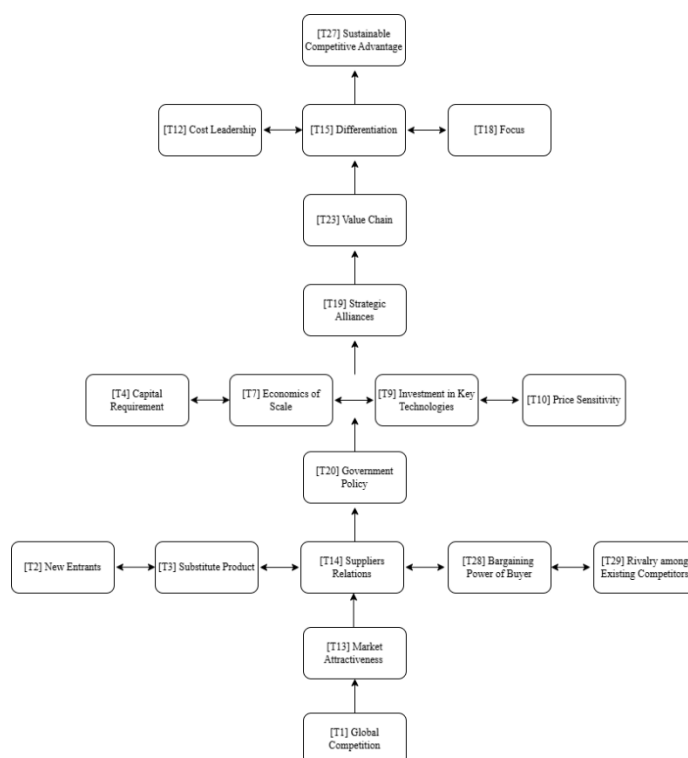 [T27] Sustainable
Competitive Advantage
[T12] Cost Leadership
[T15] Differentiation
[T18] Focus
[T23] Value Chain
[T19] Strategic
Alliances
[T4] Capital
Requirement
[T7] Economics of
Scale
[T9] Investment in Key
Technologies
[T10] Price Sensitivity
[T20] Government
Policy
[T2] New Entrants
[T3] Substitute Product
[T14] Suppliers
Relations
[T28] Bargaining
Power of Buyer
[T29] Rivalry among
Existing Competitors
[T13] Market
Attractiveness
[T1] Global
Competition